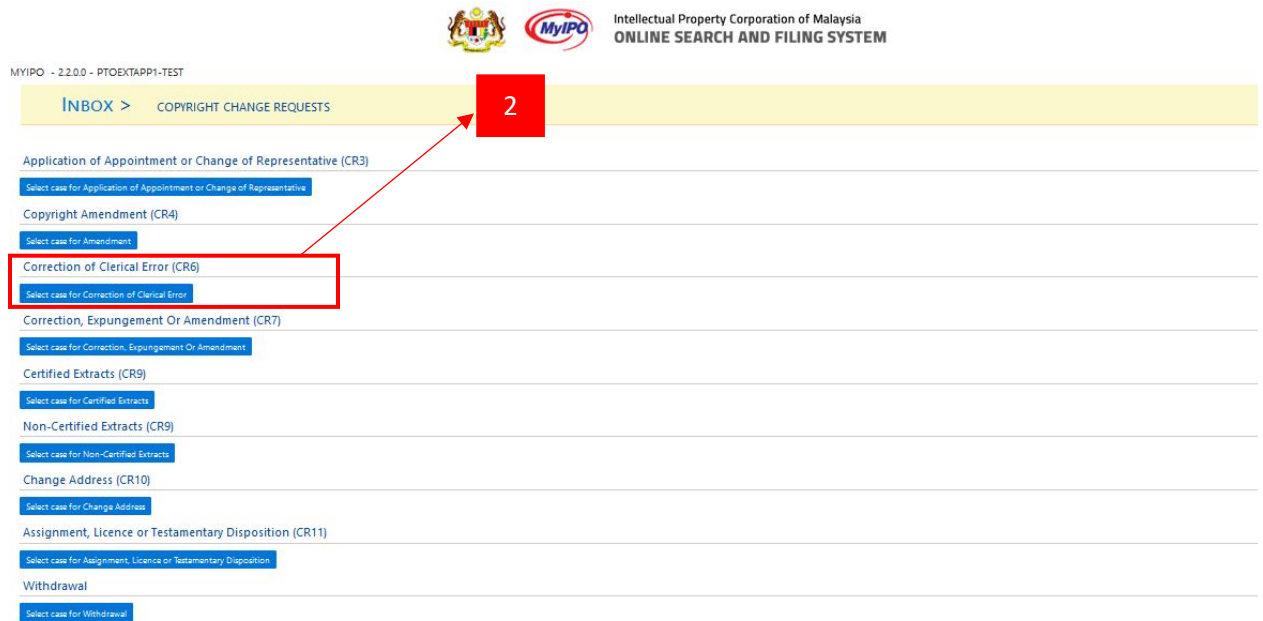 MyIPO
Intellectual Property Corporation of Malaysia
ONLINE SEARCH AND FILING SYSTEM
MYIPO - 2.2.0.0 - PTOEXTAPP1-TEST
INBOX > COPYRIGHT CHANGE REQUESTS
2
Application of Appointment or Change of Representative (CR3)
Select case for Application of Appointment or Change of Representative
Copyright Amendment (CR4)
Select case for Amendment
Correction of Clerical Error (CR6)
Select case for Correction of Clerical Error
Correction, Expungement Or Amendment (CR7)
Select case for Correction, Expungement Or Amendment
Certified Extracts (CR9)
Select case for Certified Extracts
Non-Certified Extracts (CR9)
Select case for Non-Certified Extracts
Change Address (CR10)
Select case for Change Address
Assignment, Licence or Testamentary Disposition (CR11)
Select case for Assignment, Licence or Testamentary Disposition
Withdrawal
Select case for Withdrawal